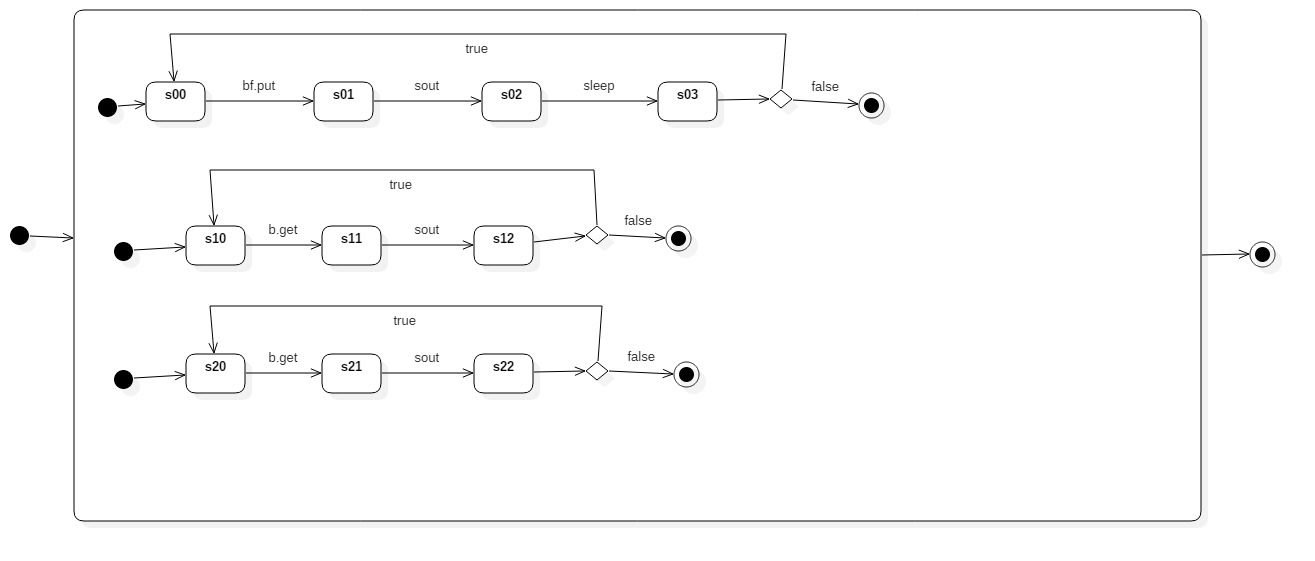 true
s00
bf.put
s01
sout
s02
sleep
s03
false
true
s10
b.get
s11
sout
s12
false
true
s20
b.get
s21
sout
s22
false